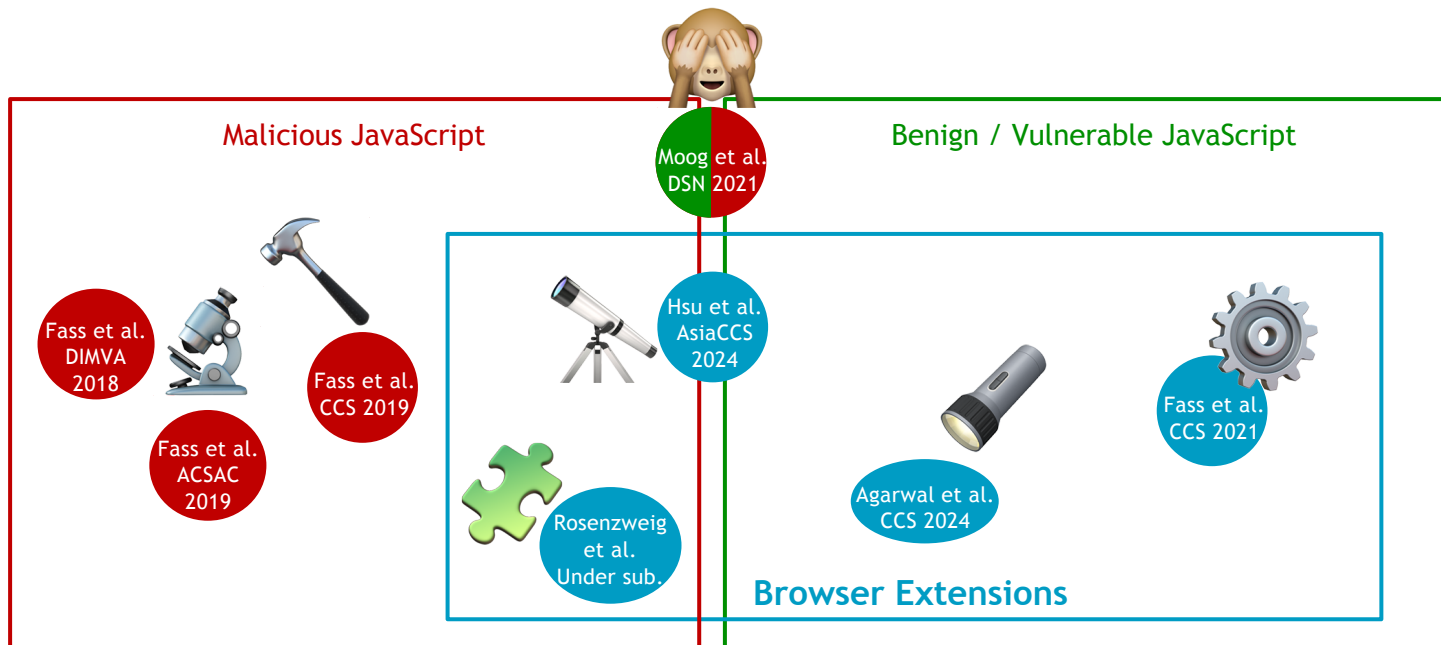 Malicious JavaScript
Moog et al.
DSN 2021
Benign / Vulnerable JavaScript
Fass et al.
DIMVA
2018
Fass et al.
ACSAC
2019
Fass et al.
CCS 2019
Hsu et al.
AsiaCCS
2024
Rosenzweig
et al.
Under sub.
Agarwal et al.
CCS 2024
Fass et al.
CCS 2021
Browser Extensions